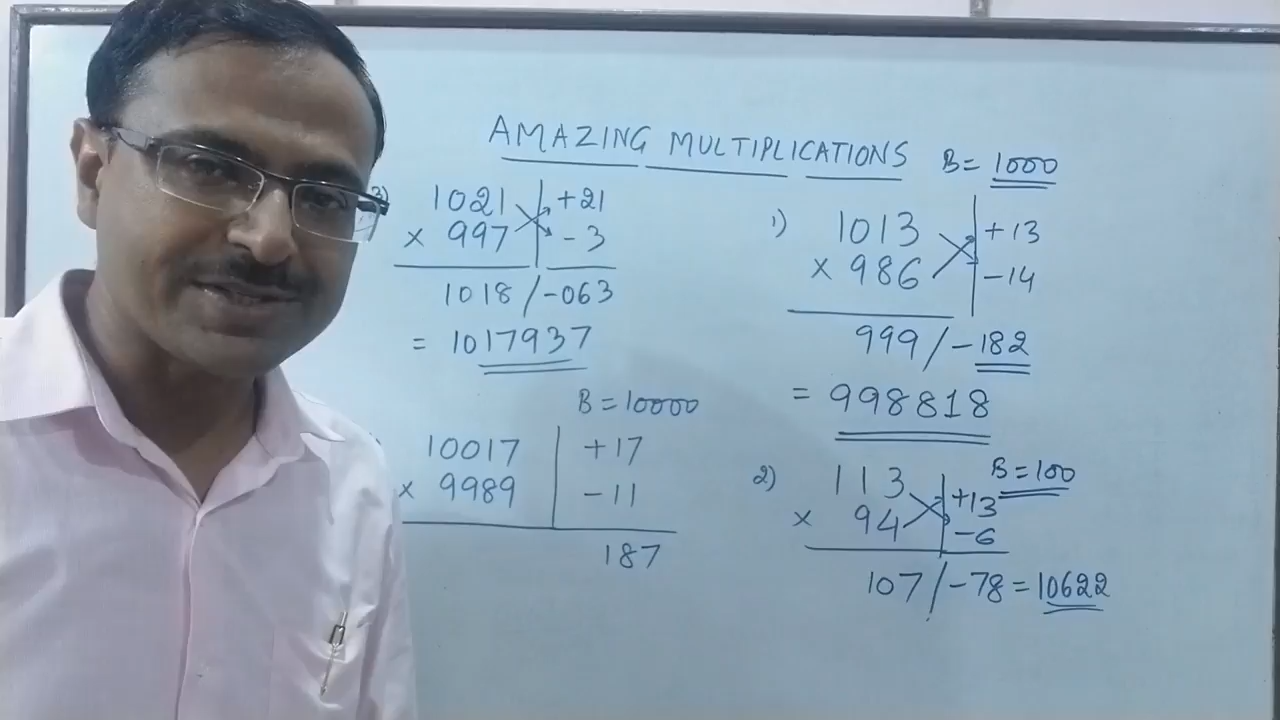 AMAZING MULTIPLICATIONS
B = 1000
1) 1013 +13
× 986 -14
999 / -182
= 998818
2) 113 +13 B = 100
× 94 -6
107 / -78 = 10622
3) 1021 +21
× 997 -3
1018 / -063
= 1017937
B = 10000
10017 +17
× 9989 -11
187